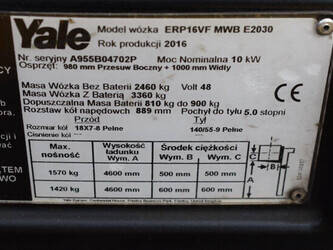 Yale
Model wózka ERP16VF MWB E2030
Rok produkcji 2016
Nr. seryjny A955B04702P
Moc Nominalna 10 kW
Osprzęt: 980 mm Przesuw Boczny + 1000 mm Widły
Masa Wózka Bez Baterii 2460 kg Volt 48
Masa Wózka Z Baterią 3360 kg
Dopuszczalna Masa Baterii 810 kg do 900 kg
Rozstaw kół napędow. 889 mm Pochył do tyłu 5.0 stopni
Przód Tył
Rozmiar kół 18X7-8 Pełne 140/55-9 Pełne
Max. nośność Wysokość ładunku Wym. A Środek ciężkości Wym. B Wym. C
1570 kg 4600 mm 500 mm 500 mm
1420 kg 4600 mm 600 mm 600 mm
C
B
A
CY
TEM
WO